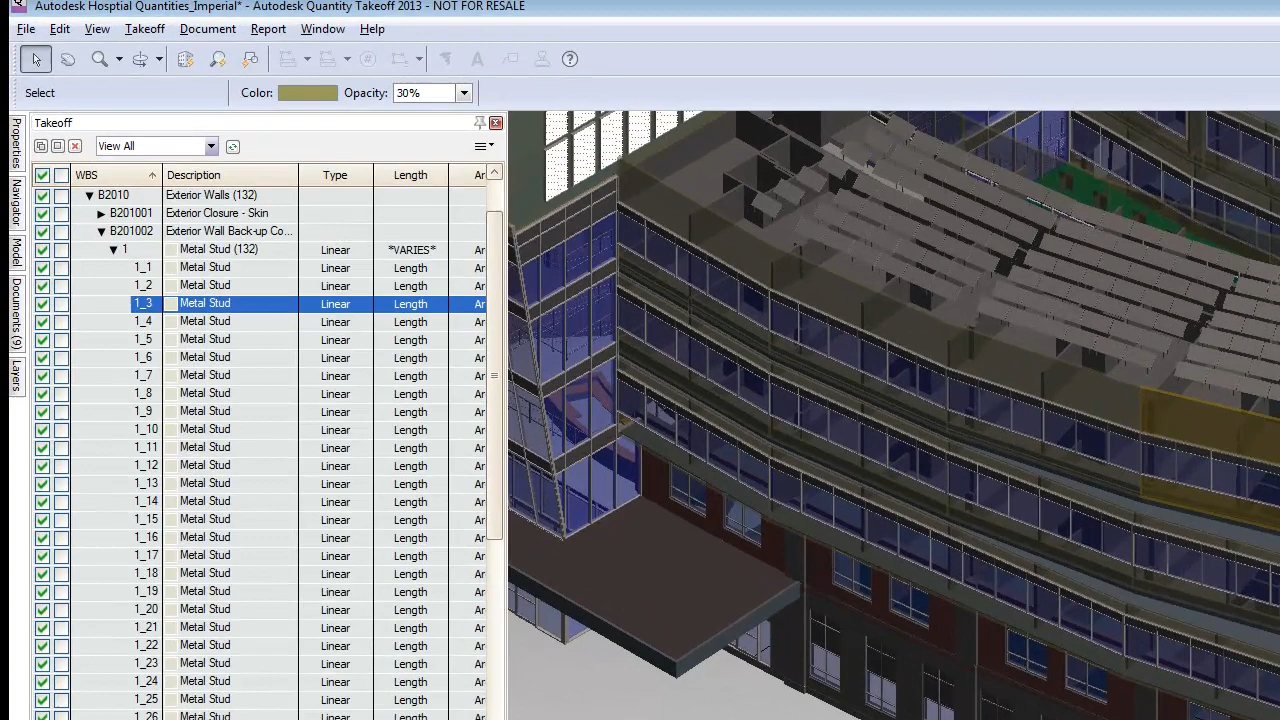 Autodesk Hosptial Quantities_Imperial* - Autodesk Quantity Takeoff 2013 - NOT FOR RESALE
File Edit View Takeoff Document Report Window Help
Select Color: Opacity: 30%
Takeoff
View All
WBS Description Type Length Ar
B2010 Exterior Walls (132)
B201001 Exterior Closure - Skin
B201002 Exterior Wall Back-up Co...
1 Metal Stud (132) Linear *VARIES* Ar
1_1 Metal Stud Linear Length Ar
1_2 Metal Stud Linear Length Ar
1_3 Metal Stud Linear Length Ar
1_4 Metal Stud Linear Length Ar
1_5 Metal Stud Linear Length Ar
1_6 Metal Stud Linear Length Ar
1_7 Metal Stud Linear Length Ar
1_8 Metal Stud Linear Length Ar
1_9 Metal Stud Linear Length Ar
1_10 Metal Stud Linear Length Ar
1_11 Metal Stud Linear Length Ar
1_12 Metal Stud Linear Length Ar
1_13 Metal Stud Linear Length Ar
1_14 Metal Stud Linear Length Ar
1_15 Metal Stud Linear Length Ar
1_16 Metal Stud Linear Length Ar
1_17 Metal Stud Linear Length Ar
1_18 Metal Stud Linear Length Ar
1_19 Metal Stud Linear Length Ar
1_20 Metal Stud Linear Length Ar
1_21 Metal Stud Linear Length Ar
1_22 Metal Stud Linear Length Ar
1_23 Metal Stud Linear Length Ar
1_24 Metal Stud Linear Length Ar
1_25 Metal Stud Linear Length Ar
1_26 Metal Stud Linear Length Ar
Properties
Navigator
Model
Documents (9)
Layers